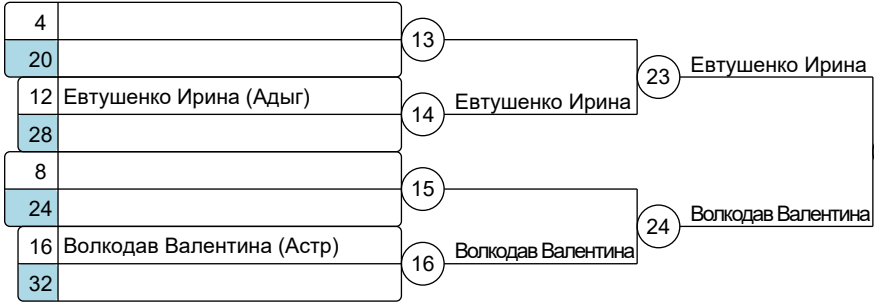 4
13
20
23
Евтушенко Ирина
12 Евтушенко Ирина (Адыг)
14
Евтушенко Ирина
28
8
15
24
24
Волкодав Валентина
16 Волкодав Валентина (Астр)
16
Волкодав Валентина
32